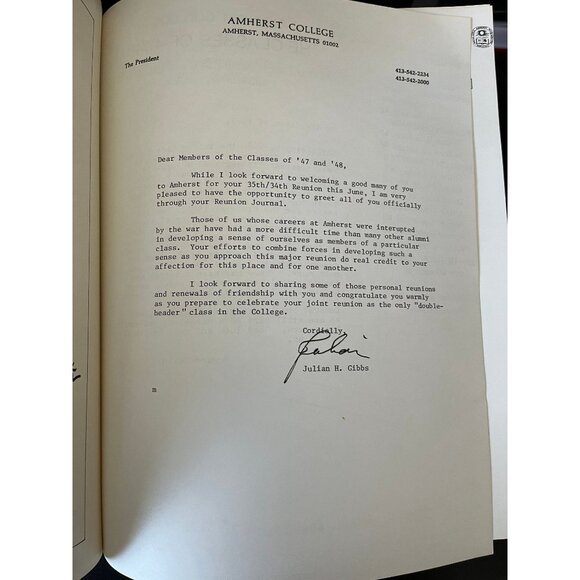 AMHERST COLLEGE
AMHERST, MASSACHUSETTS 01002
The President
413-542-2234
413-542-2000
Dear Members of the Classes of '47 and '48,
While I look forward to welcoming a good many of you
to Amherst for your 35th/34th Reunion this June, I am very
pleased to have the opportunity to greet all of you officially
through your Reunion Journal.
Those of us whose careers at Amherst were interupted
by the war have had a more difficult time than many other alumni
in developing a sense of ourselves as members of a particular
class. Your efforts to combine forces in developing such a
sense as you approach this major reunion do real credit to your
affection for this place and for one another.
I look forward to sharing some of those personal reunions
and renewals of friendship with you and congratulate you warmly
as you prepare to celebrate your joint reunion as the only "double-
header" class in the College.
Cordially,
Julian
Julian H. Gibbs
m